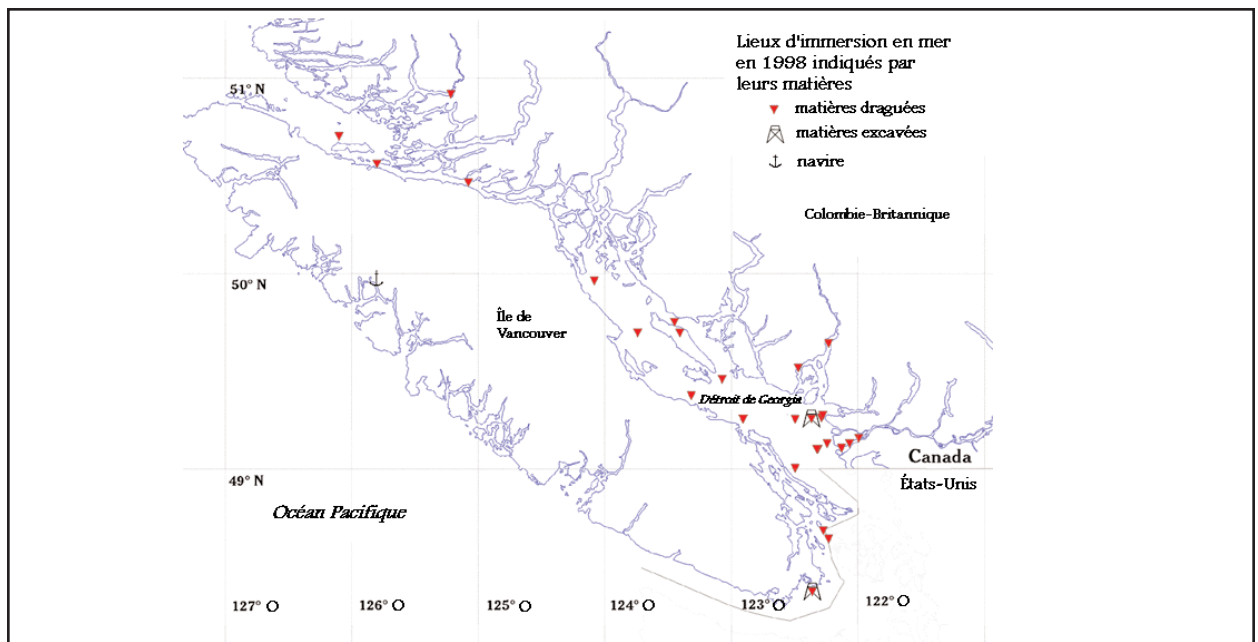 Lieux d'immersion en mer
en 1998 indiqués par
leurs matières
matières draguées
matières excavées
navire
51° N
Colombie-Britannique
50° N
Île de
Vancouver
Détroit de Georgia
Canada
49° N
États-Unis
Océan Pacifique
127° O
126° O
125° O
124° O
123° O
122° O